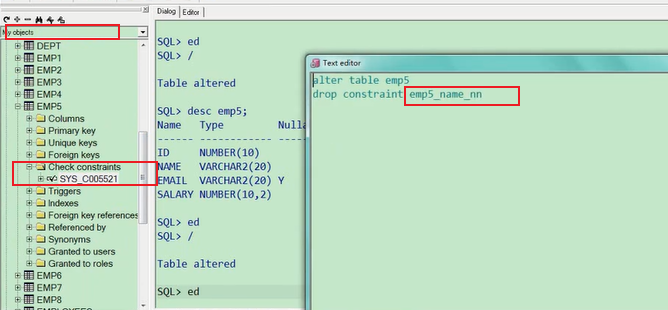 My objects
DEPT
EMP1
EMP2
EMP3
EMP4
EMP5
Columns
Primary key
Unique keys
Foreign keys
Check constraints
SYS_C005521
Triggers
Indexes
Foreign key references
Referenced by
Synonyms
Granted to users
Granted to roles
EMP6
EMP7
EMP8
Dialog Editor
SQL> ed
SQL> /
Table altered
SQL> desc emp5;
Name Type Nulla
------ ------------
ID NUMBER(10)
NAME VARCHAR2(20)
EMAIL VARCHAR2(20) Y
SALARY NUMBER(10,2)
SQL> ed
SQL> /
Table altered
SQL> ed
Text editor
alter table emp5
drop constraint emp5_name_nn